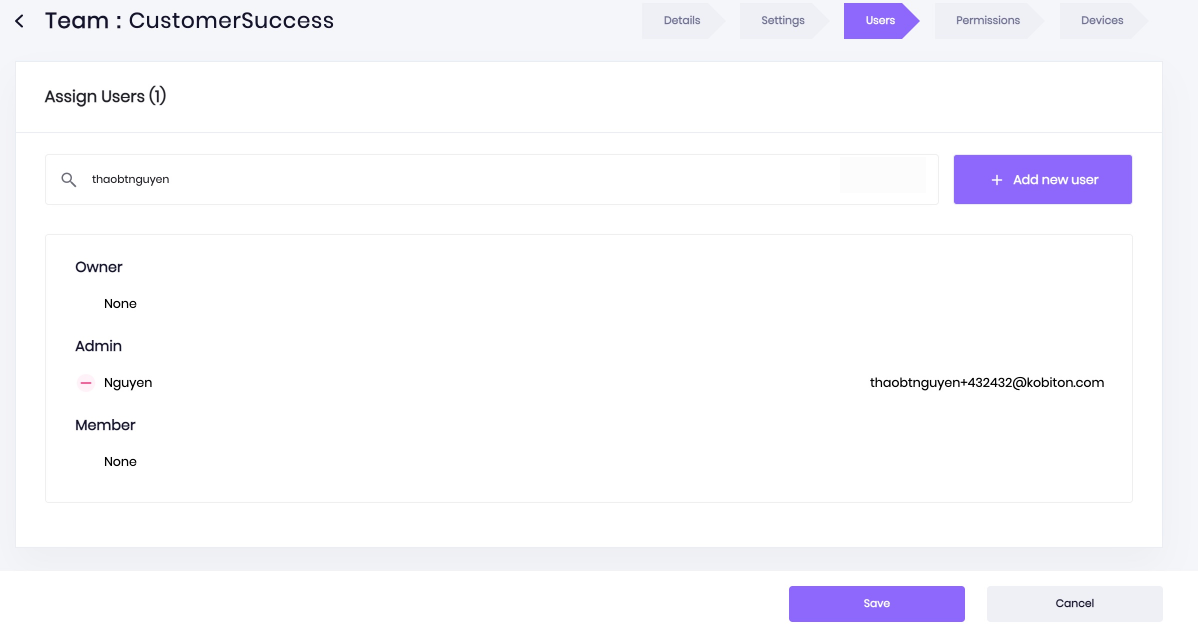 Team : CustomerSuccess
Details
Settings
Users
Permissions
Devices
Assign Users (1)
thaobtnguyen
+ Add new user
Owner
None
Admin
Nguyen
thaobtnguyen+432432@kobiton.com
Member
None
Save
Cancel